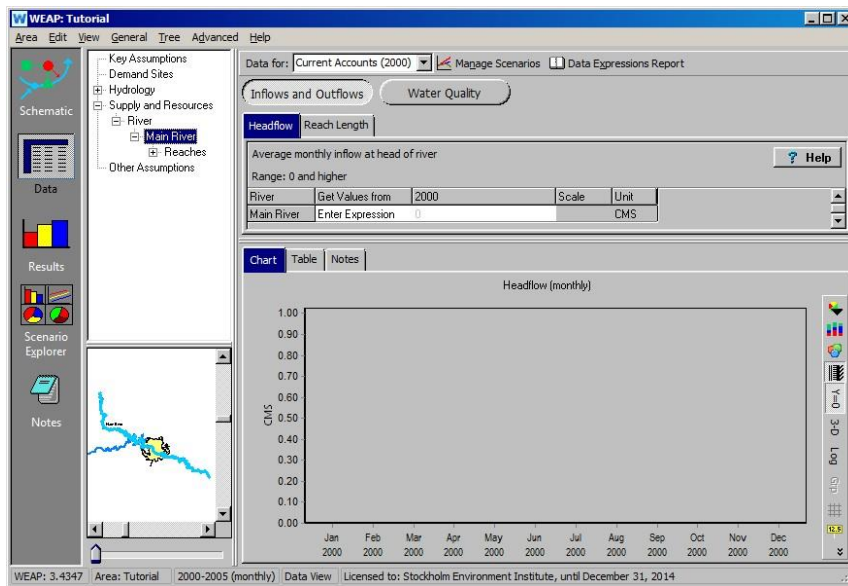 WEAP: Tutorial
Area Edit View General Tree Advanced Help
Schematic
Data
Results
Scenario
Explorer
Notes
Key Assumptions
Demand Sites
Hydrology
Supply and Resources
River
Main River
Reaches
Other Assumptions
Data for: Current Accounts (2000) Manage Scenarios Data Expressions Report
Inflows and Outflows Water Quality
Headflow Reach Length
Average monthly inflow at head of river
? Help
Range: 0 and higher
River Get Values from 2000 Scale Unit
Main River Enter Expression 0 CMS
Chart Table Notes
Headflow (monthly)
CMS
1.00
0.90
0.80
0.70
0.60
0.50
0.40
0.30
0.20
0.10
0.00
Jan Feb Mar Apr May Jun Jul Aug Sep Oct Nov Dec
2000 2000 2000 2000 2000 2000 2000 2000 2000 2000 2000 2000
Y=0
3-D
Log
12.5
WEAP: 3.4347 Area: Tutorial 2000-2005 (monthly) Data View Licensed to: Stockholm Environment Institute, until December 31, 2014